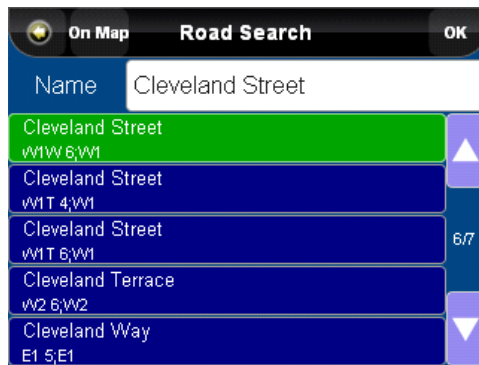 On Map Road Search OK
Name Cleveland Street
Cleveland Street
W1W 6;W1
Cleveland Street
W1T 4;W1
Cleveland Street
W1T 6;W1
6/7
Cleveland Terrace
W2 6;W2
Cleveland Way
E1 5;E1